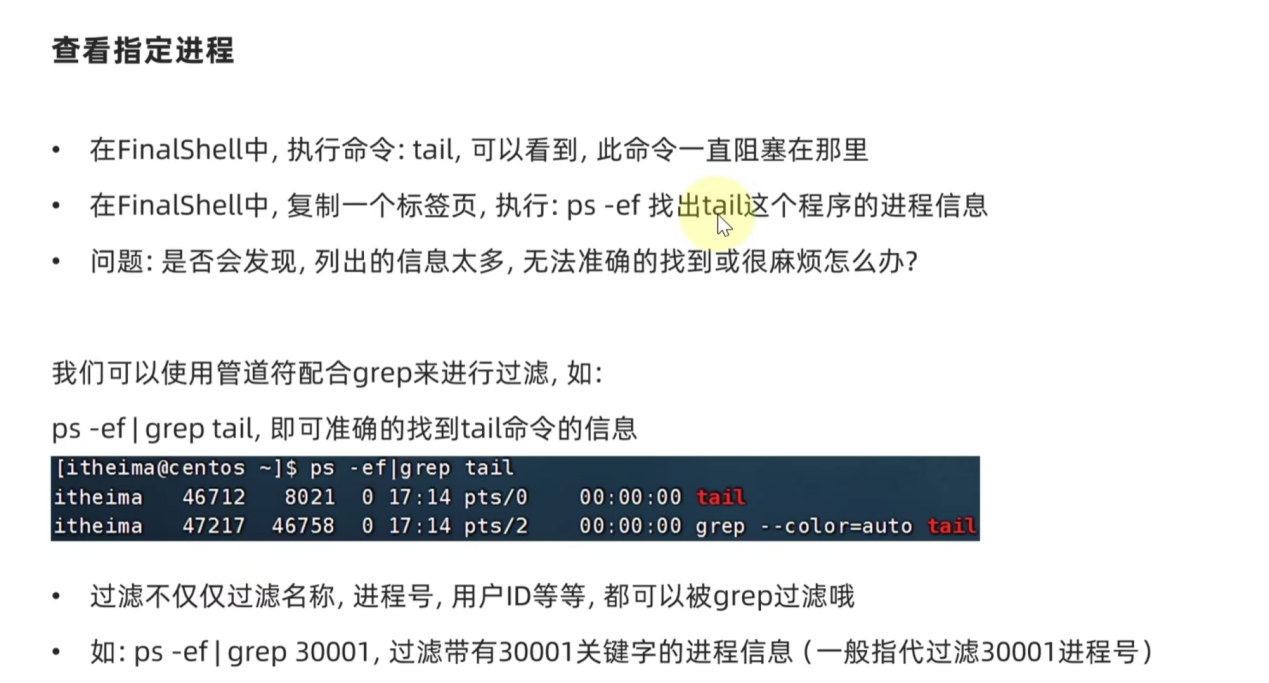 查看指定进程
• 在FinalShell中, 执行命令: tail, 可以看到, 此命令一直阻塞在那里
• 在FinalShell中, 复制一个标签页, 执行: ps -ef 找出tail这个程序的进程信息
• 问题: 是否会发现, 列出的信息太多, 无法准确的找到或很麻烦怎么办?
我们可以使用管道符配合grep来进行过滤, 如:
ps -ef | grep tail, 即可准确的找到tail命令的信息
[itheima@centos ~]$ ps -ef|grep tail
itheima 46712 8021 0 17:14 pts/0 00:00:00 tail
itheima 47217 46758 0 17:14 pts/2 00:00:00 grep --color=auto tail
• 过滤不仅仅过滤名称, 进程号, 用户ID等等, 都可以被grep过滤哦
• 如: ps -ef | grep 30001, 过滤带有30001关键字的进程信息（一般指代过滤30001进程号）